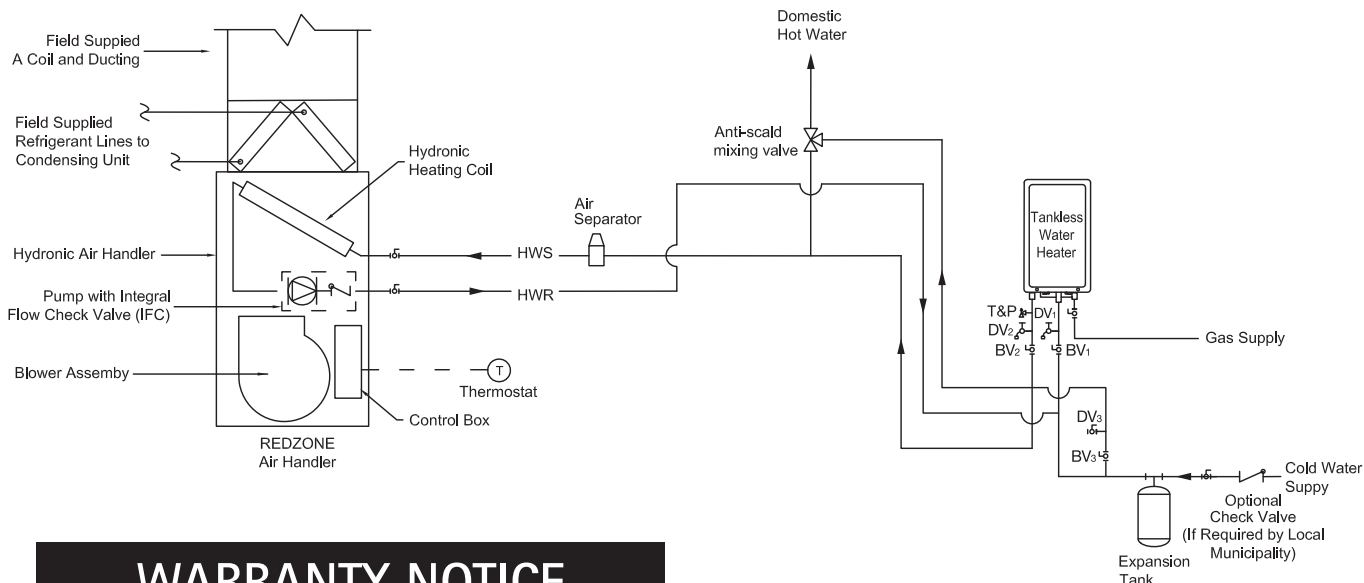 Domestic
Hot Water
Field Suppied
A Coil and Ducting
Field Supplied
Refrigerant Lines to
Condensing Unit
Anti-scald
mixing valve
Hydronic
Heating Coil
Tankless
Water
Heater
Air
Separator
Hydronic Air Handler
HWS
HWR
Pump with Integral
Flow Check Valve (IFC)
T&P
DV1
DV2
BV2
BV1
Gas Supply
Blower Assemby
T
Thermostat
Control Box
REDZONE
Air Handler
DV3
BV3
Cold Water
Suppy
Optional
Check Valve
(If Required by Local
Municipality)
Expansion
Tank
WARRANTY NOTICE